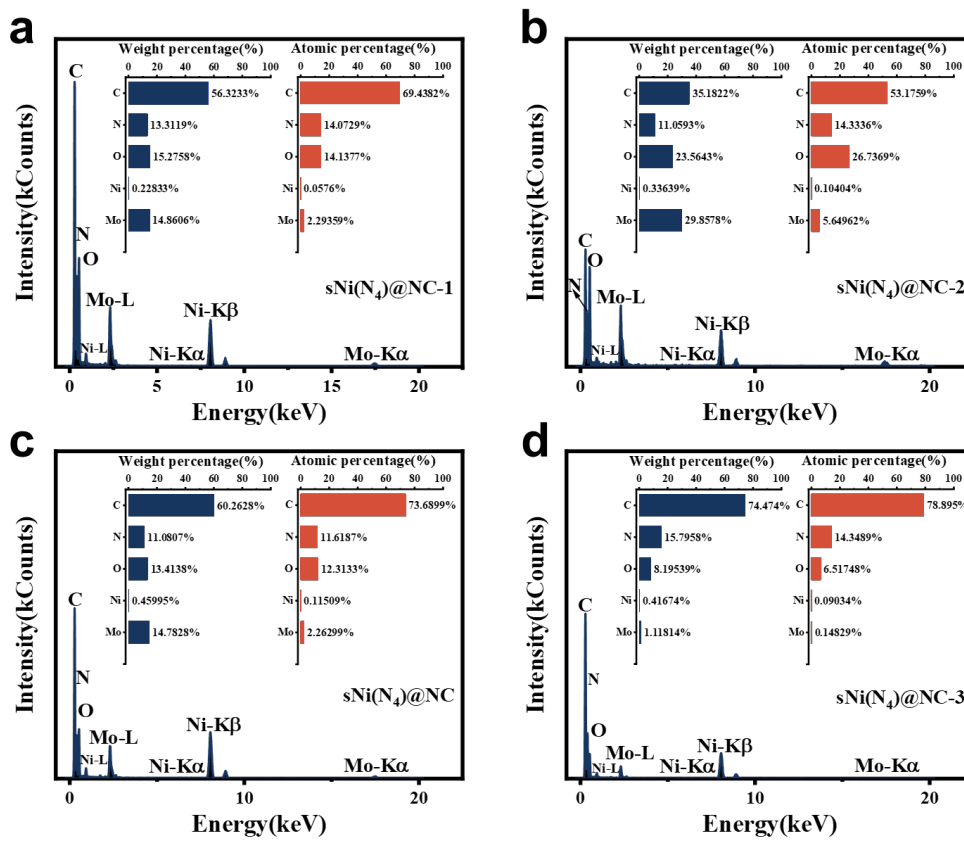 a
Weight percentage(%) Atomic percentage(%)
0 20 40 60 80 100 0 20 40 60 80 100
C 56.3233% C 69.4382%
N 13.3119% N 14.0729%
O 15.2758% O 14.1377%
Ni 0.22833% Ni 0.0576%
Mo 14.8606% Mo 2.29359%
C
N
O
Mo-L
Ni-L
Ni-Kα
Ni-Kβ
Mo-Kα
sNi(N4)@NC-1
Intensity(kCounts)
0 5 10 15 20
Energy(keV)
b
Weight percentage(%) Atomic percentage(%)
0 20 40 60 80 100 0 20 40 60 80 100
C 35.1822% C 53.1759%
N 11.0593% N 14.3336%
O 23.5643% O 26.7369%
Ni 0.33639% Ni 0.10404%
Mo 29.8578% Mo 5.64962%
C
O
N
Mo-L
Ni-L
Ni-Kα
Ni-Kβ
Mo-Kα
sNi(N4)@NC-2
Intensity(kCounts)
0 10 20
Energy(keV)
c
Weight percentage(%) Atomic percentage(%)
0 20 40 60 80 100 0 20 40 60 80 100
C 60.2628% C 73.6899%
N 11.0807% N 11.6187%
O 13.4138% O 12.3133%
Ni 0.45995% Ni 0.11509%
Mo 14.7828% Mo 2.26299%
C
N
O
Mo-L
Ni-L
Ni-Kα
Ni-Kβ
Mo-Kα
sNi(N4)@NC
Intensity(kCounts)
0 10 20
Energy(keV)
d
Weight percentage(%) Atomic percentage(%)
0 20 40 60 80 100 0 20 40 60 80 100
C 74.474% C 78.895%
N 15.7958% N 14.3489%
O 8.19539% O 6.51748%
Ni 0.41674% Ni 0.09034%
Mo 1.11814% Mo 0.14829%
C
N
O
Mo-L
Ni-L
Ni-Kα
Ni-Kβ
Mo-Kα
sNi(N4)@NC-3
Intensity(kCounts)
0 10 20
Energy(keV)